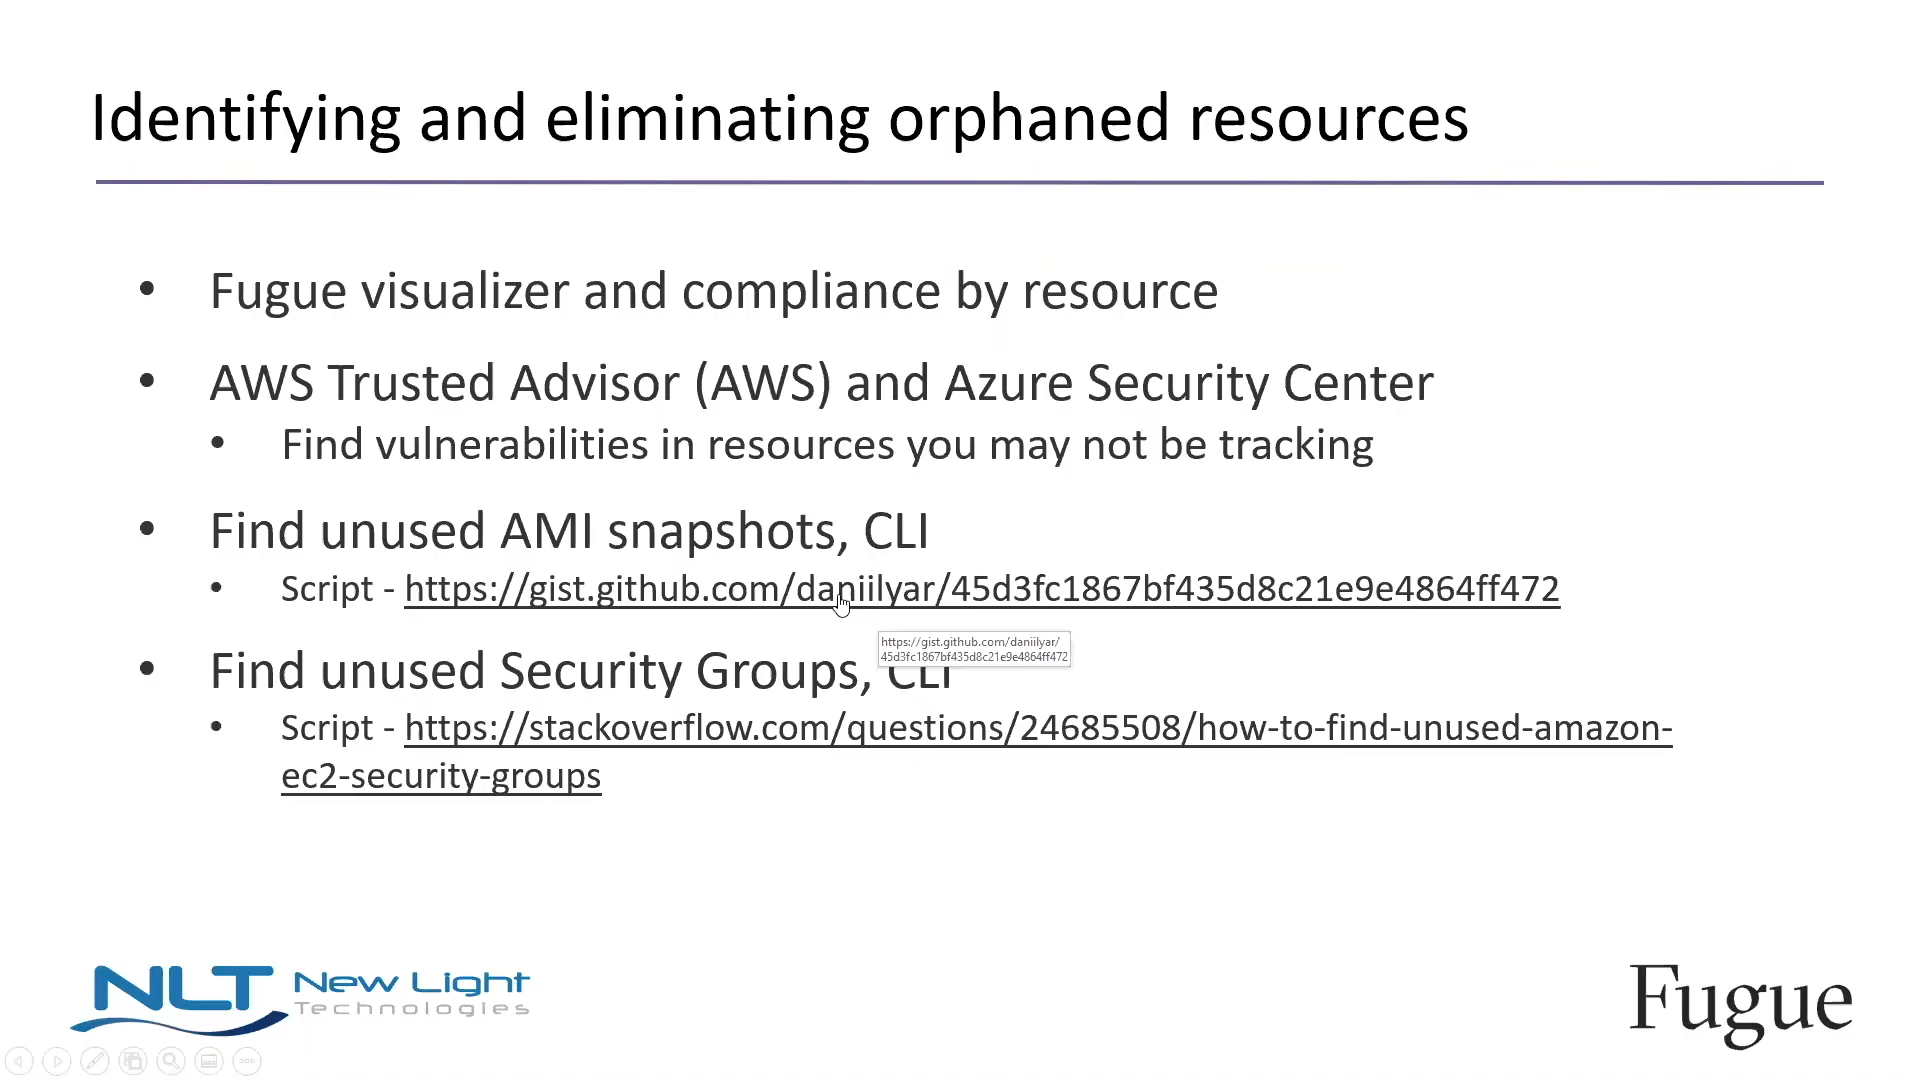 Identifying and eliminating orphaned resources
• Fugue visualizer and compliance by resource
• AWS Trusted Advisor (AWS) and Azure Security Center
• Find vulnerabilities in resources you may not be tracking
• Find unused AMI snapshots, CLI
• Script - https://gist.github.com/daniilyar/45d3fc1867bf435d8c21e9e4864ff472
https://gist.github.com/daniilyar/
45d3fc1867bf435d8c21e9e4864ff472
• Find unused Security Groups, CLI
• Script - https://stackoverflow.com/questions/24685508/how-to-find-unused-amazon-
ec2-security-groups
NLT New Light
Technologies
Fugue